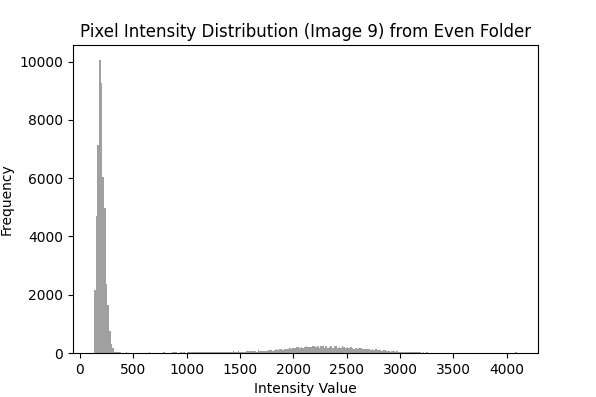 Pixel Intensity Distribution (Image 9) from Even Folder
10000
8000
6000
4000
2000
0
Frequency
0 500 1000 1500 2000 2500 3000 3500 4000
Intensity Value